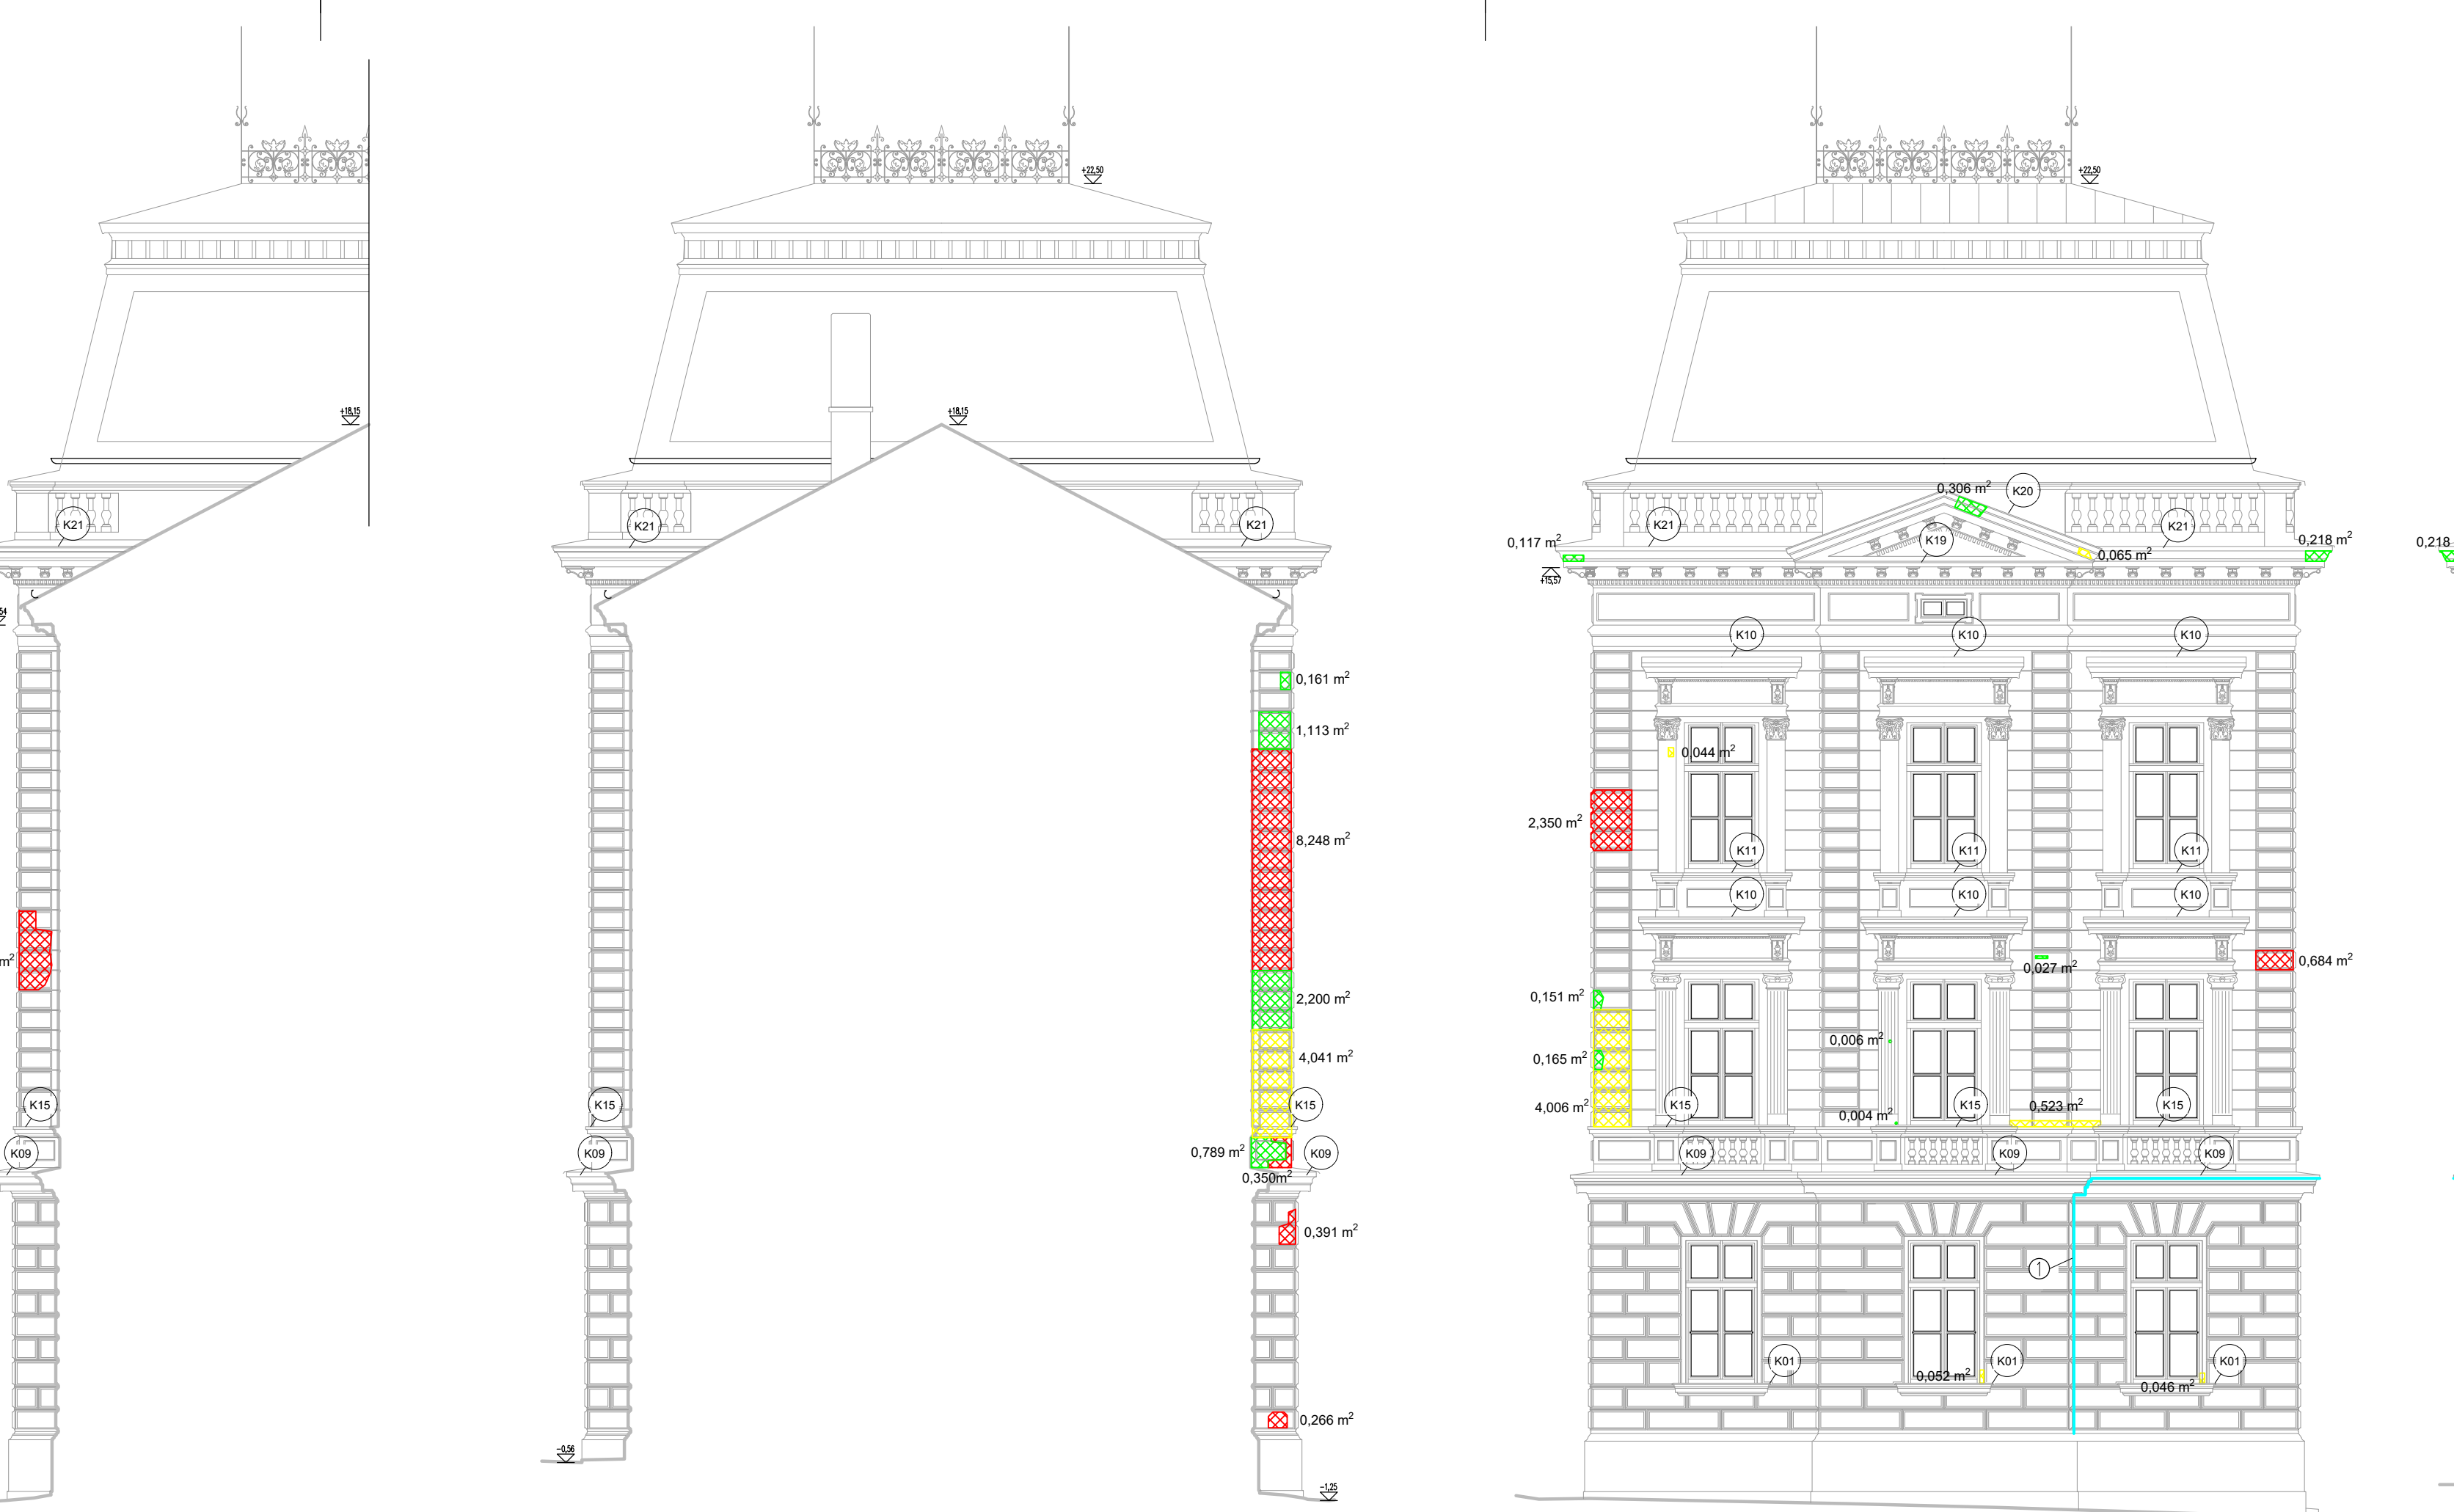 +22,50
+22,50
+18,15
+18,15
0,306 m²
K20
K21
K21
K21
K21
K21
K19
0,117 m²
0,218 m²
0,218
0,065 m²
+15,57
K10
K10
K10
0,161 m²
1,113 m²
0,044 m²
2,350 m²
8,248 m²
K11
K11
K11
K10
K10
K10
m²
0,684 m²
0,027 m²
0,151 m²
2,200 m²
0,006 m²
0,165 m²
4,041 m²
4,006 m²
0,004 m²
0,523 m²
K15
K15
K15
K15
K15
K15
K09
K09
0,789 m²
K09
K09
K09
K09
0,350m²
0,391 m²
1
K01
K01
K01
0,052 m²
0,046 m²
0,266 m²
-0,56
-1,25